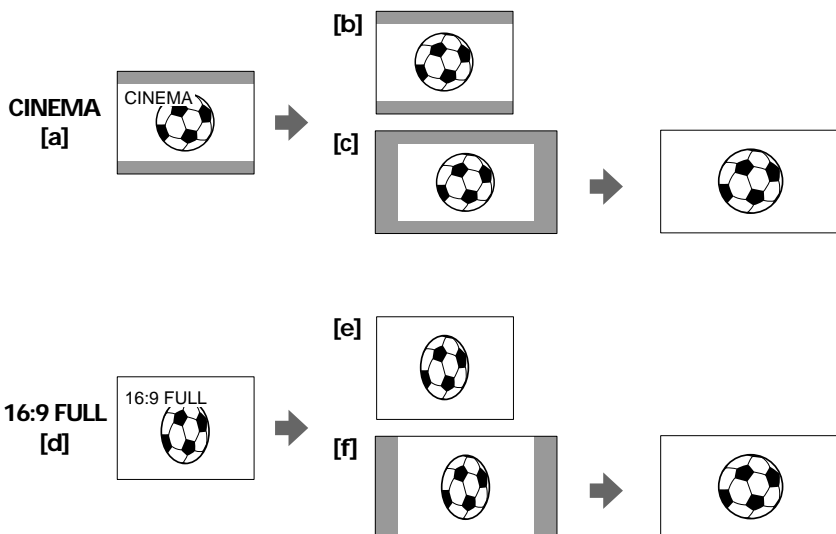 [b]
CINEMA
CINEMA
[a]
[c]
[e]
16:9 FULL
16:9 FULL
[d]
[f]